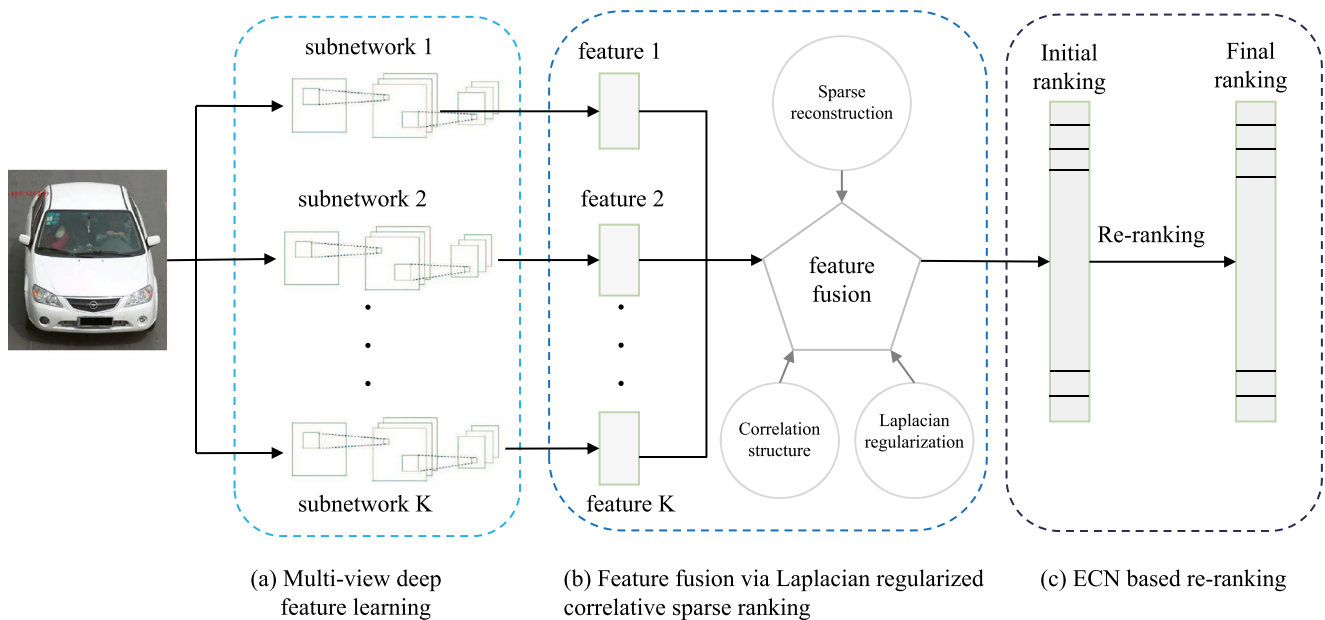 subnetwork 1
subnetwork 2
subnetwork K
feature 1
feature 2
feature K
Sparse
reconstruction
feature
fusion
Correlation
structure
Laplacian
regularization
Initial
ranking
Re-ranking
Final
ranking
(a) Multi-view deep
feature learning
(b) Feature fusion via Laplacian regularized
correlative sparse ranking
(c) ECN based re-ranking